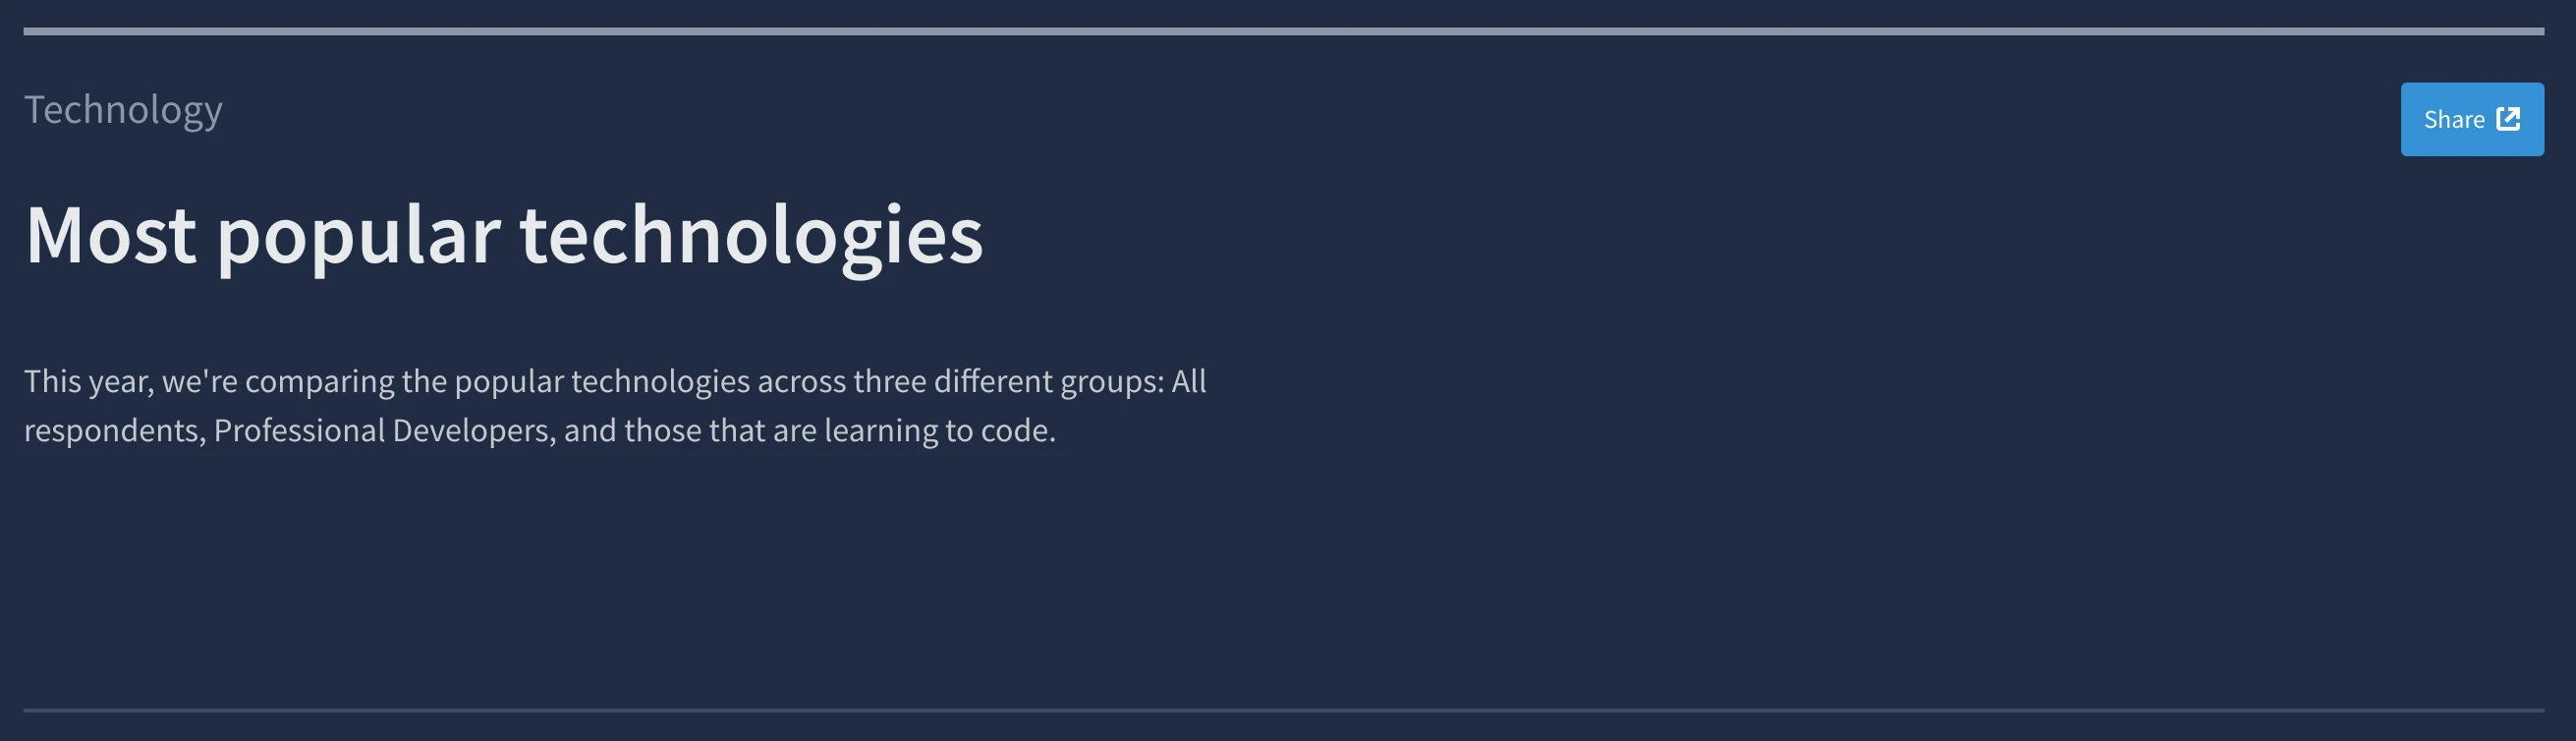 Technology
Share
Most popular technologies
This year, we're comparing the popular technologies across three different groups: All
respondents, Professional Developers, and those that are learning to code.